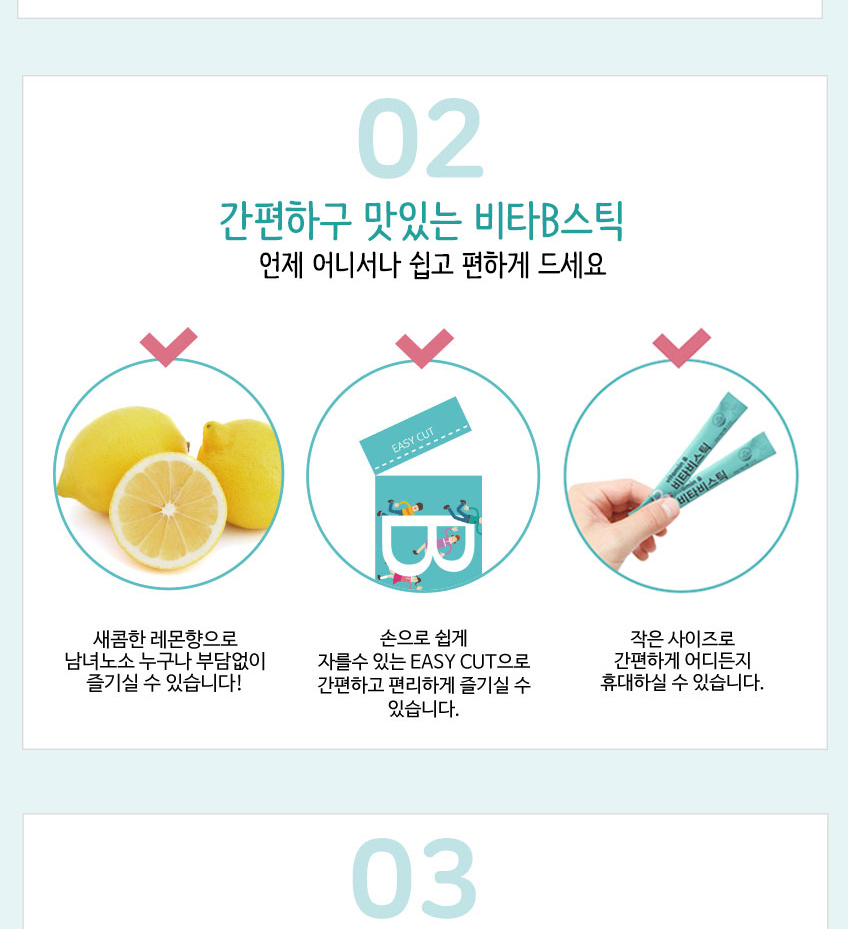 02
간편하구 맛있는 비타B스틱
언제 어니서나 쉽고 편하게 드세요
EASY CUT
B
vitamin B
비타비스틱
비타비스틱
새콤한 레몬향으로
남녀노소 누구나 부담없이
즐기실 수 있습니다!
손으로 쉽게
자를수 있는 EASY CUT으로
간편하고 편리하게 즐기실 수
있습니다.
작은 사이즈로
간편하게 어디든지
휴대하실 수 있습니다.
03